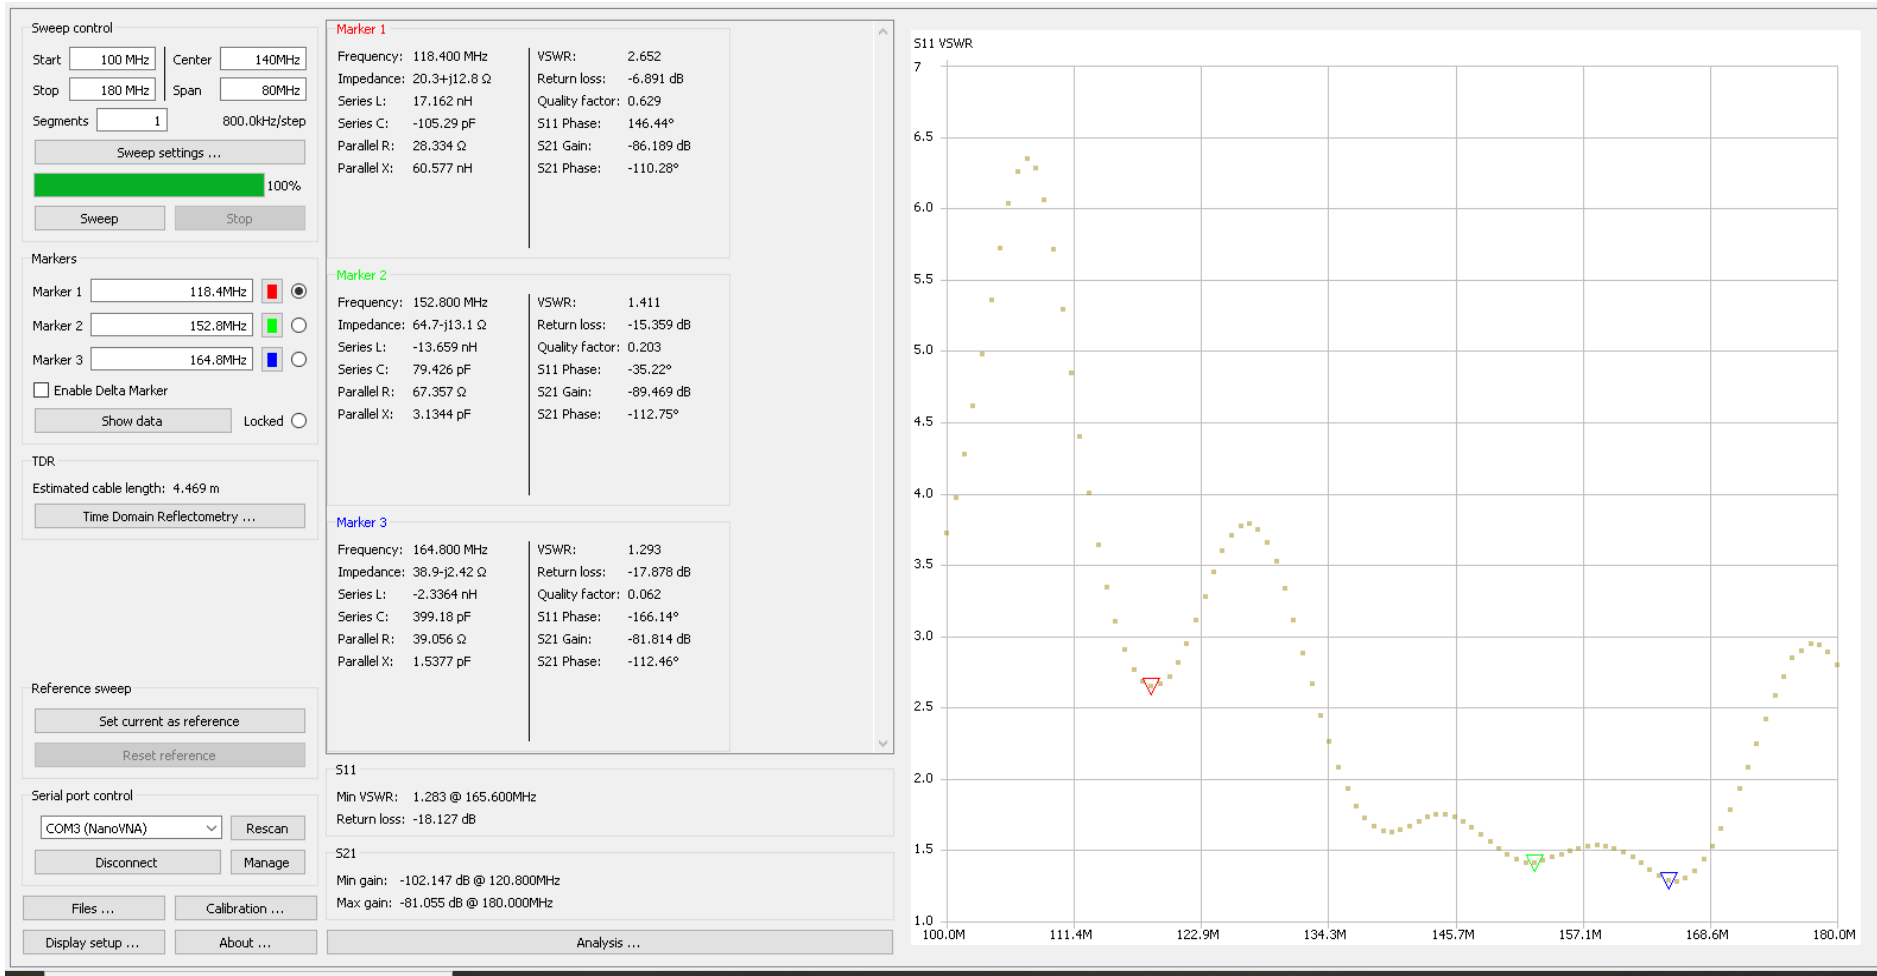 Sweep control
Start 100 MHz Center 140MHz
Stop 180 MHz Span 80MHz
Segments 1 800.0kHz/step
Sweep settings ...
100%
Sweep Stop
Markers
Marker 1 118.4MHz
Marker 2 152.8MHz
Marker 3 164.8MHz
Enable Delta Marker
Show data Locked
TDR
Estimated cable length: 4.469 m
Time Domain Reflectometry ...
Reference sweep
Set current as reference
Reset reference
Serial port control
COM3 (NanoVNA) Rescan
Disconnect Manage
Files ... Calibration ...
Display setup ... About ...
Marker 1
Frequency: 118.400 MHz VSWR: 2.652
Impedance: 20.3+j12.8 Ω Return loss: -6.891 dB
Series L: 17.162 nH Quality factor: 0.629
Series C: -105.29 pF S11 Phase: 146.44°
Parallel R: 28.334 Ω S21 Gain: -86.189 dB
Parallel X: 60.577 nH S21 Phase: -110.28°
Marker 2
Frequency: 152.800 MHz VSWR: 1.411
Impedance: 64.7-j13.1 Ω Return loss: -15.359 dB
Series L: -13.659 nH Quality factor: 0.203
Series C: 79.426 pF S11 Phase: -35.22°
Parallel R: 67.357 Ω S21 Gain: -89.469 dB
Parallel X: 3.1344 pF S21 Phase: -112.75°
Marker 3
Frequency: 164.800 MHz VSWR: 1.293
Impedance: 38.9-j2.42 Ω Return loss: -17.878 dB
Series L: -2.3364 nH Quality factor: 0.062
Series C: 399.18 pF S11 Phase: -166.14°
Parallel R: 39.056 Ω S21 Gain: -81.814 dB
Parallel X: 1.5377 pF S21 Phase: -112.46°
S11
Min VSWR: 1.283 @ 165.600MHz
Return loss: -18.127 dB
S21
Min gain: -102.147 dB @ 120.800MHz
Max gain: -81.055 dB @ 180.000MHz
Analysis ...
S11 VSWR
7
6.5
6.0
5.5
5.0
4.5
4.0
3.5
3.0
2.5
2.0
1.5
1.0
100.0M 111.4M 122.9M 134.3M 145.7M 157.1M 168.6M 180.0M